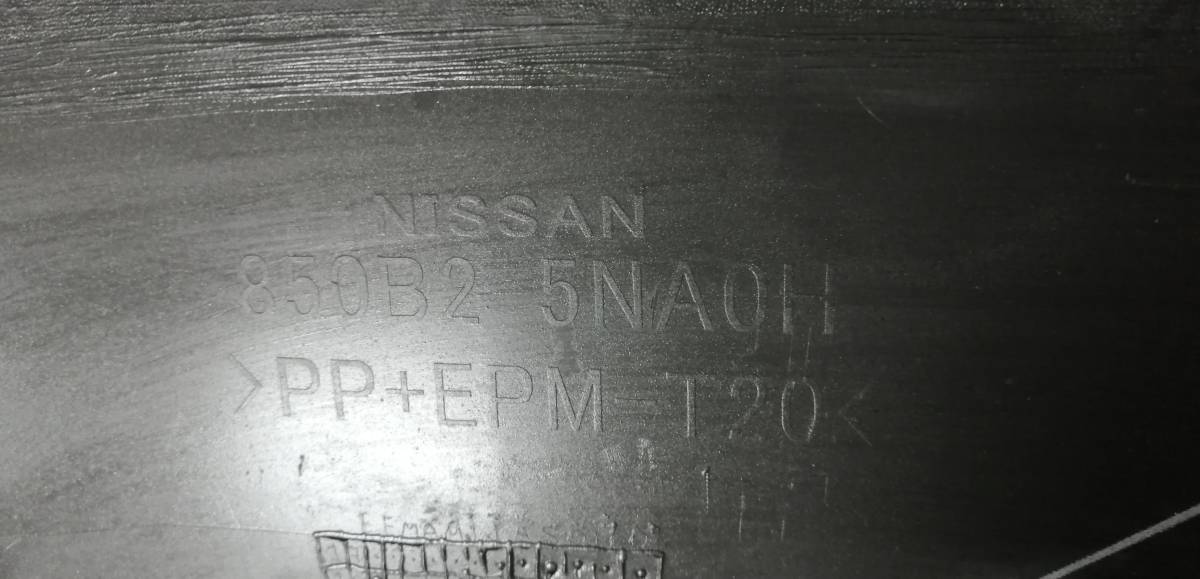 NISSAN
850B2 5NA0H
>PP+EPM-T20<